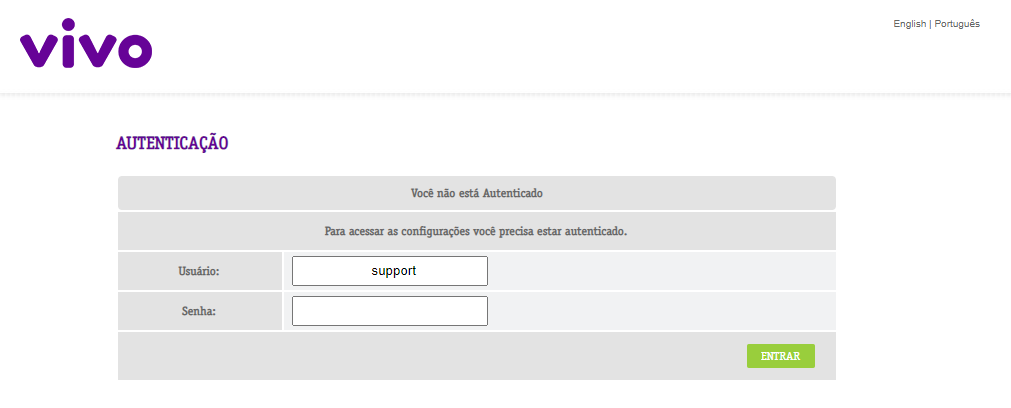 vivo
English | Português
AUTENTICAÇÃO
Você não está Autenticado
Para acessar as configurações você precisa estar autenticado.
Usuário:
support
Senha:
ENTRAR